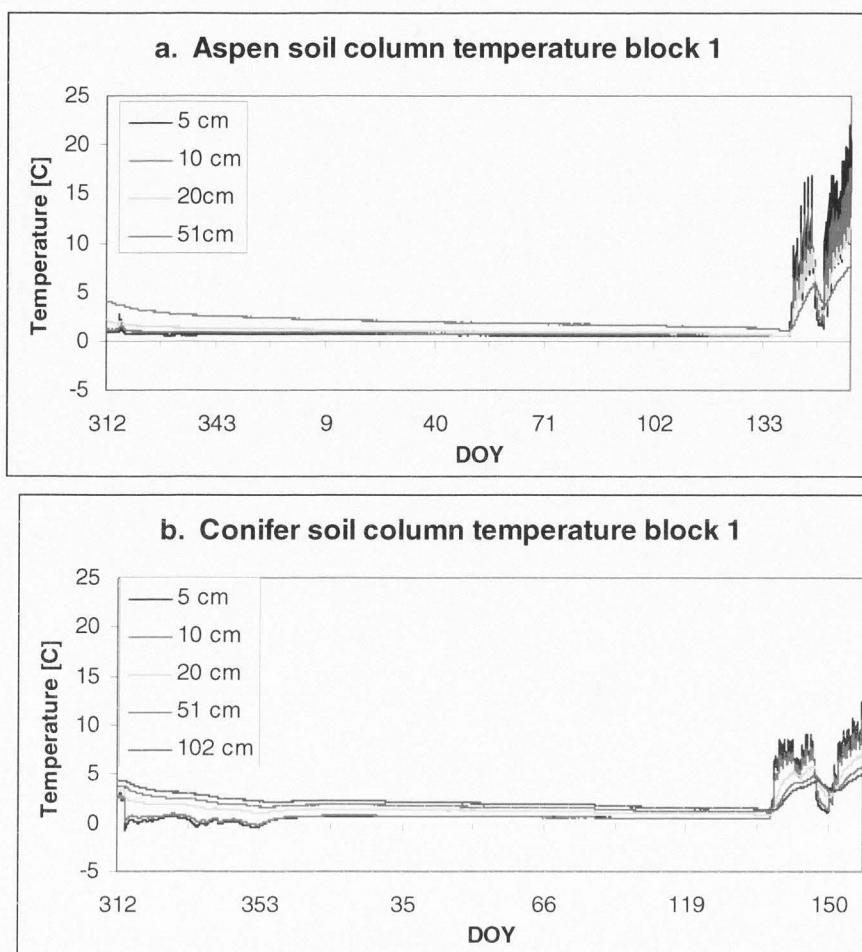 a. Aspen soil column temperature block 1
25
20
15
10
5
0
-5
Temperature [C]
5 cm
10 cm
20cm
51cm
312 343 9 40 71 102 133
DOY
b. Conifer soil column temperature block 1
25
20
15
10
5
0
-5
Temperature [C]
5 cm
10 cm
20 cm
51 cm
102 cm
312 353 35 66 119 150
DOY